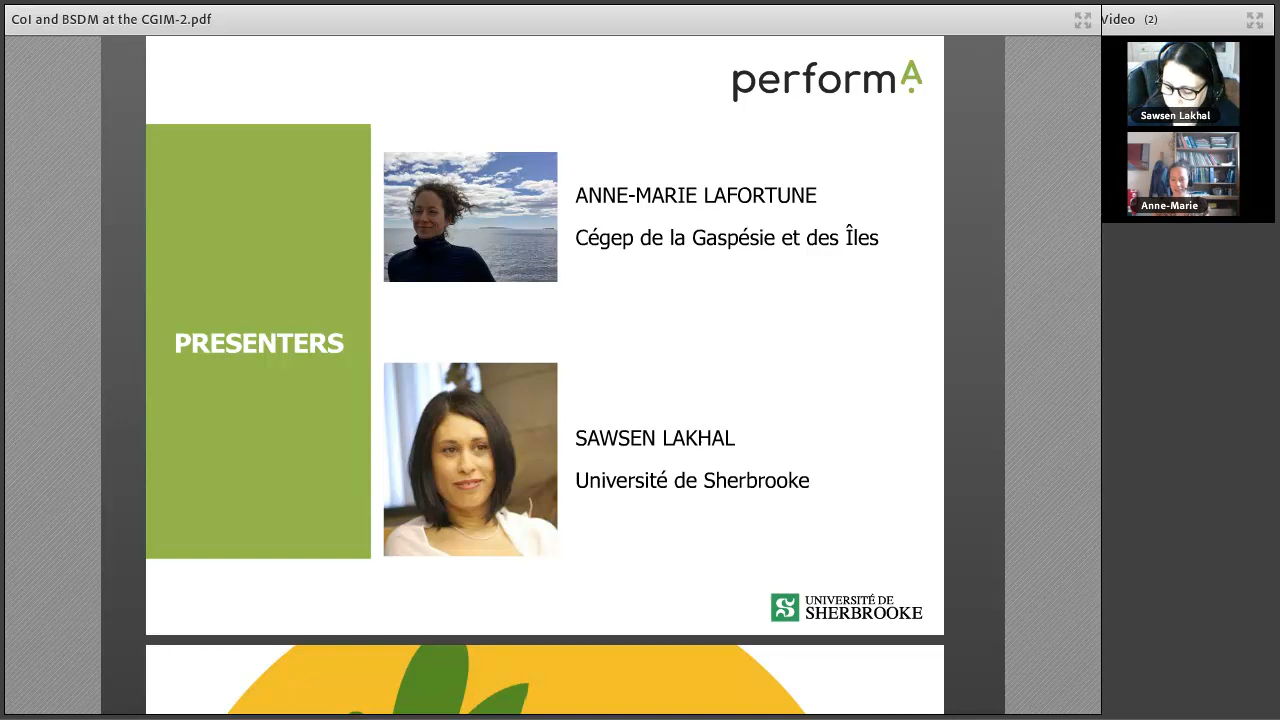 CoI and BSDM at the CGIM-2.pdf
Video (2)
Sawsen Lakhal
Anne-Marie
performA
PRESENTERS
ANNE-MARIE LAFORTUNE
Cégep de la Gaspésie et des Îles
SAWSEN LAKHAL
Université de Sherbrooke
UNIVERSITÉ DE
SHERBROOKE